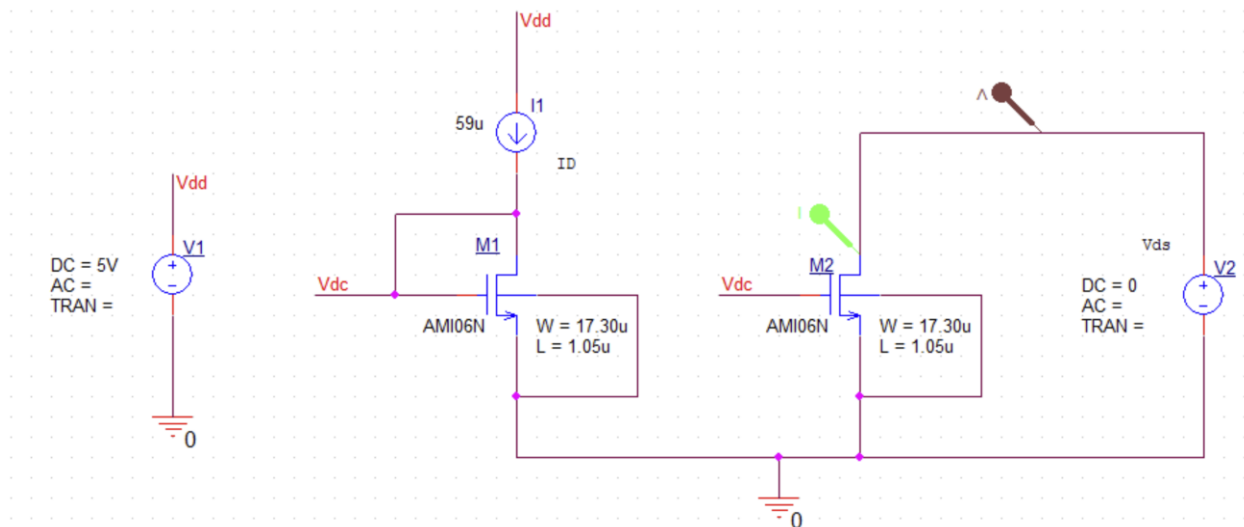 Vdd
I1
59u
ID
Vdd
V1
DC = 5V
AC =
TRAN =
0
Vdc
M1
AMI06N
W = 17.30u
L = 1.05u
Vdc
M2
AMI06N
W = 17.30u
L = 1.05u
I
Vds
V2
DC = 0
AC =
TRAN =
0